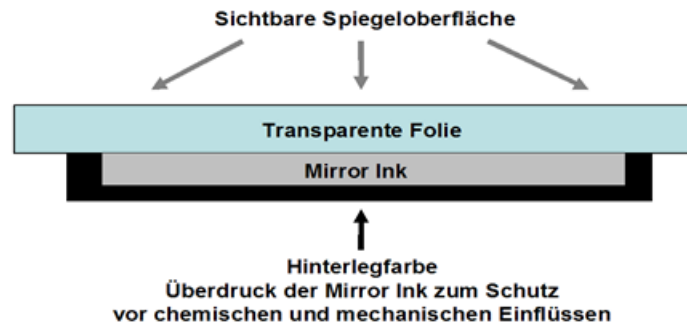 Sichtbare Spiegeloberfläche
Transparente Folie
Mirror Ink
Hinterlegfarbe
Überdruck der Mirror Ink zum Schutz
vor chemischen und mechanischen Einflüssen